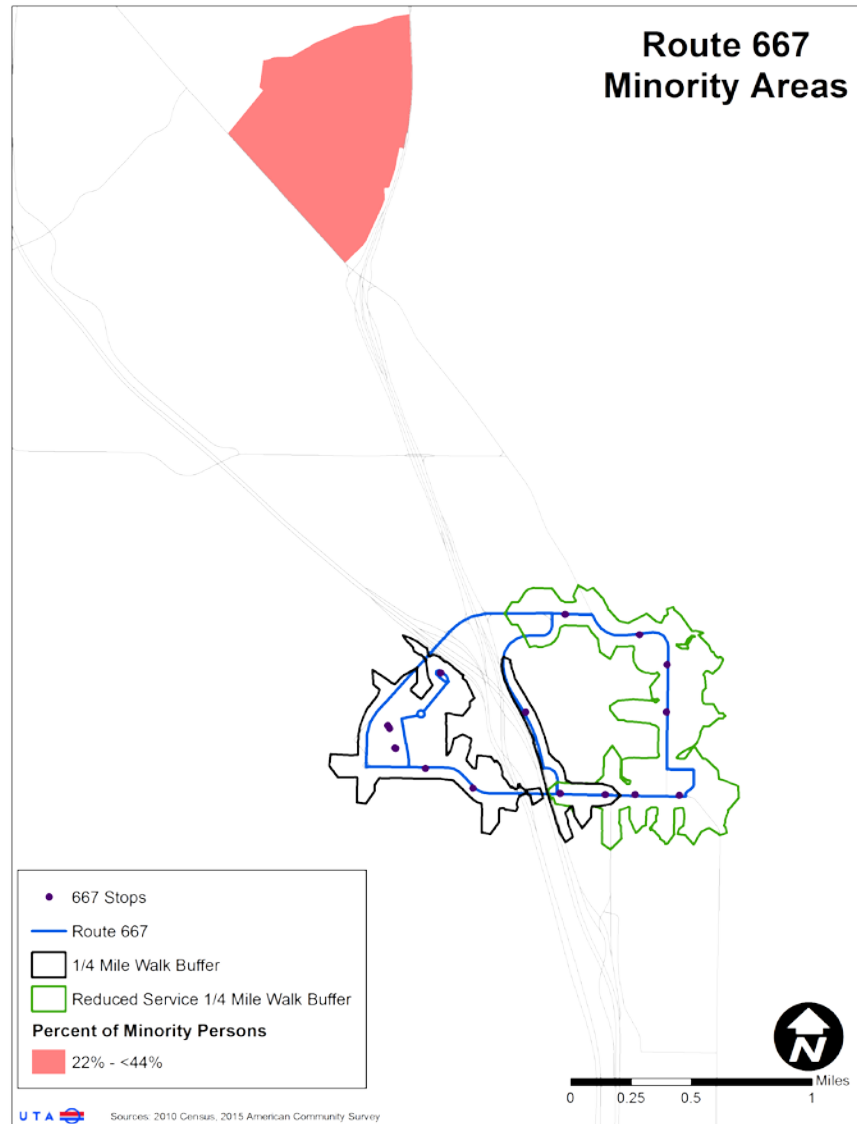 Route 667
Minority Areas
667 Stops
Route 667
1/4 Mile Walk Buffer
Reduced Service 1/4 Mile Walk Buffer
Percent of Minority Persons
22% - <44%
N
Miles
0 0.25 0.5 1
U T A Sources: 2010 Census, 2015 American Community Survey